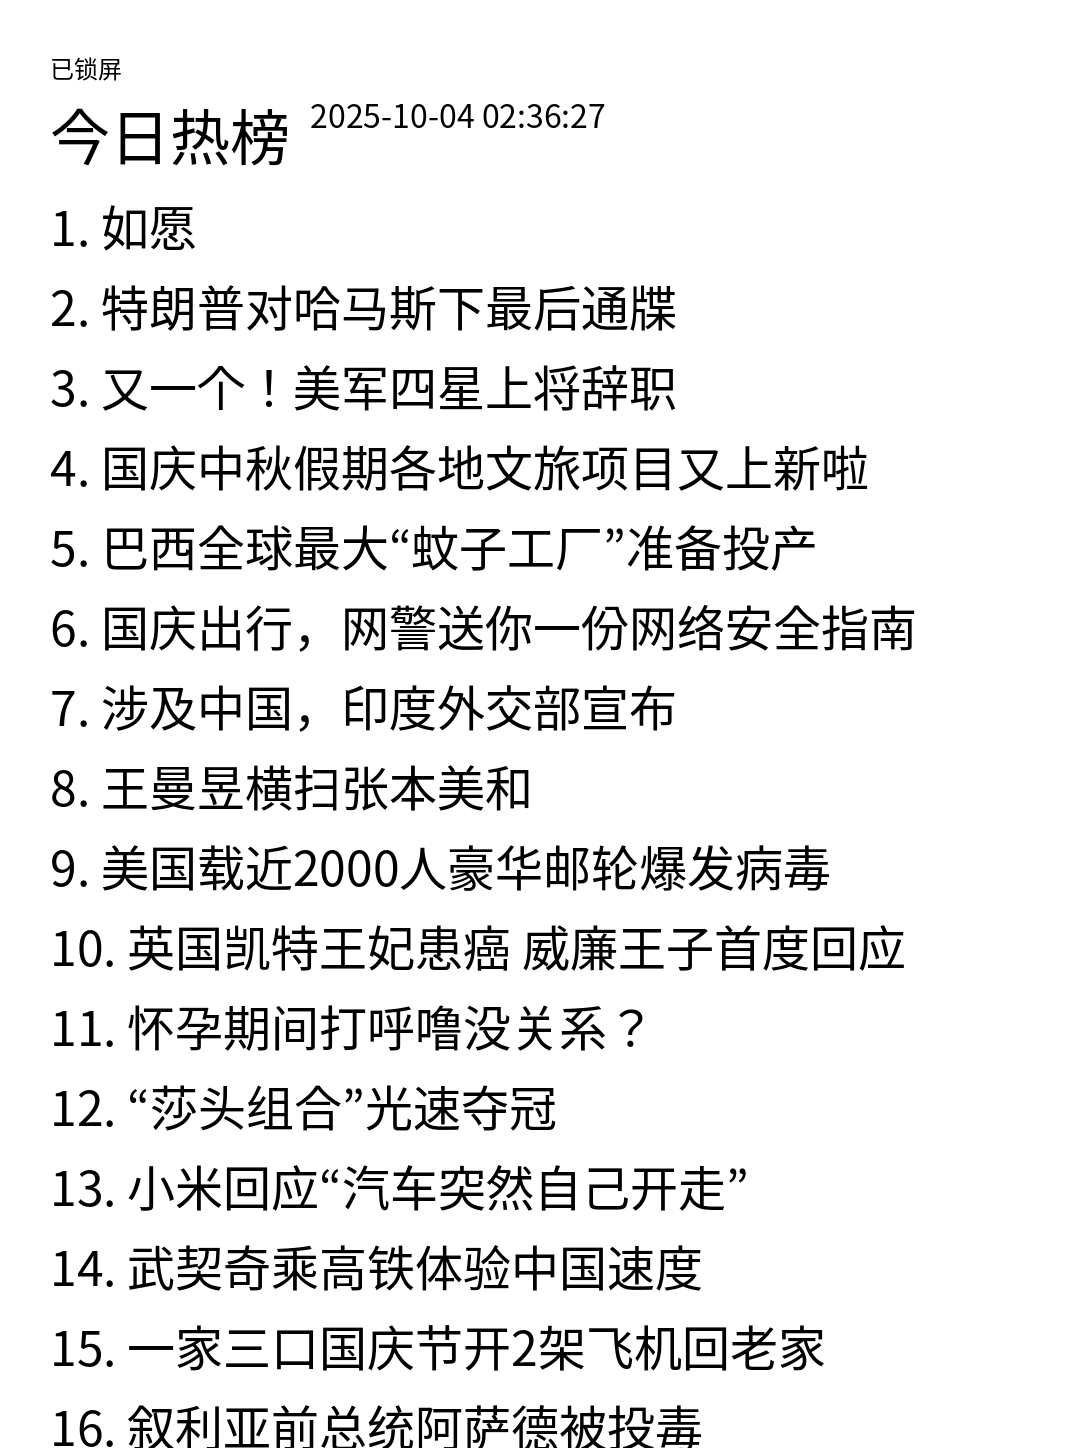 已锁屏
今日热榜 2025-10-04 02:36:27
1. 如愿
2. 特朗普对哈马斯下最后通牒
3. 又一个！美军四星上将辞职
4. 国庆中秋假期各地文旅项目又上新啦
5. 巴西全球最大“蚊子工厂”准备投产
6. 国庆出行，网警送你一份网络安全指南
7. 涉及中国，印度外交部宣布
8. 王曼昱横扫张本美和
9. 美国载近2000人豪华邮轮爆发病毒
10. 英国凯特王妃患癌 威廉王子首度回应
11. 怀孕期间打呼噜没关系？
12. “莎头组合”光速夺冠
13. 小米回应“汽车突然自己开走”
14. 武契奇乘高铁体验中国速度
15. 一家三口国庆节开2架飞机回老家
16. 叙利亚前总统阿萨德被投毒